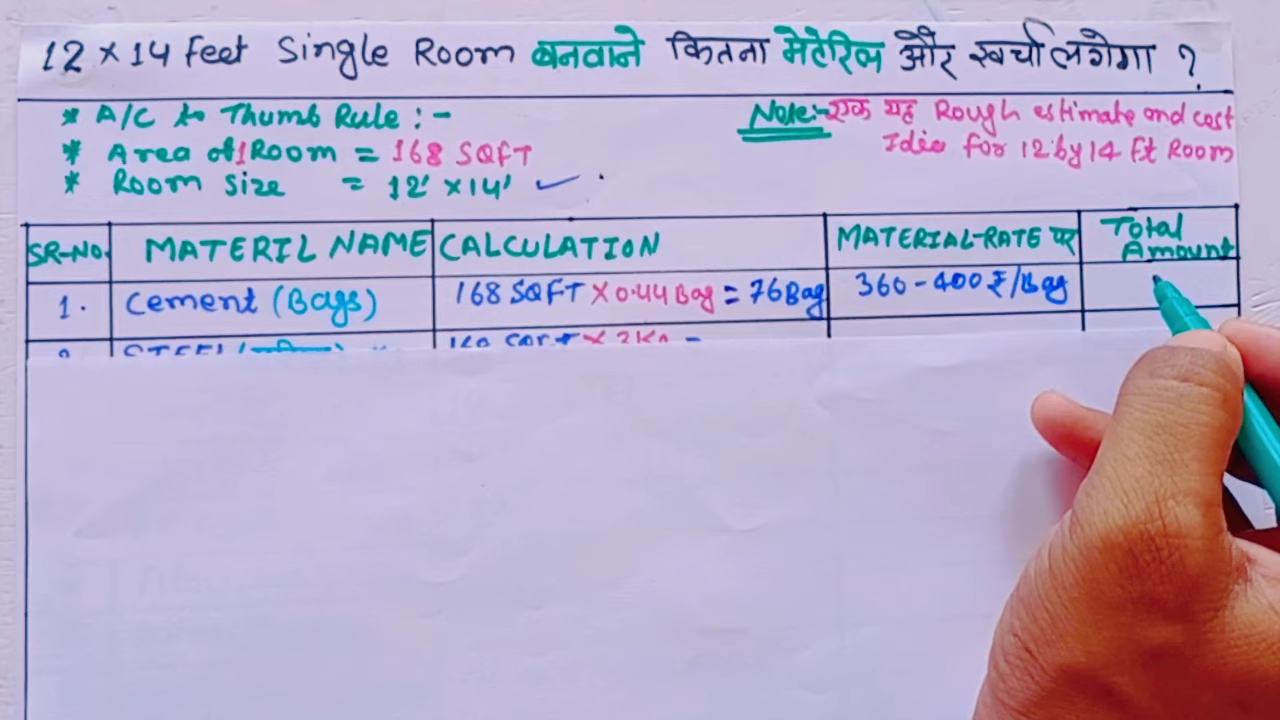 12 × 14 Feet Single Room बनवाने कितना मेटेरिल और खर्चा लगेगा ?
* A/C to Thumb Rule :-
* Area of 1 Room = 168 SQFT
* Room Size = 12' × 14' ✓
Note:- एक यह Rough estimate and cost
Idie for 12 by 14 Ft Room
SR-NO. MATERIL NAME CALCULATION MATERIAL-RATE पर Total Amount
1. Cement (Bags) 168 SQFT × 0.44 Bag = 76 Bag 360 - 400 ₹/Bag